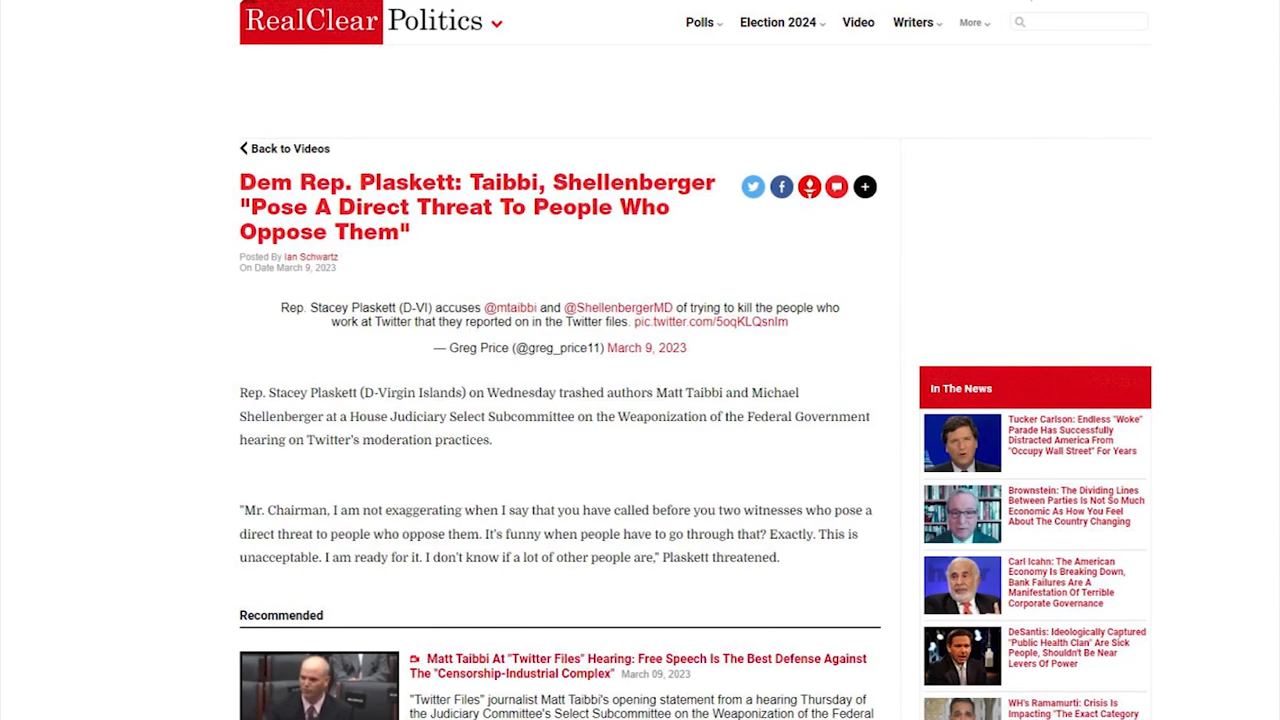 RealClear Politics
Polls
Election 2024
Video
Writers
More
Back to Videos
Dem Rep. Plaskett: Taibbi, Shellenberger
"Pose A Direct Threat To People Who
Oppose Them"
Posted By Ian Schwartz
On Date March 9, 2023
Rep. Stacey Plaskett (D-VI) accuses @mtaibbi and @ShellenbergerMD of trying to kill the people who
work at Twitter that they reported on in the Twitter files. pic.twitter.com/5oqKLQsnlm
— Greg Price (@greg_price11) March 9, 2023
Rep. Stacey Plaskett (D-Virgin Islands) on Wednesday trashed authors Matt Taibbi and Michael
Shellenberger at a House Judiciary Select Subcommittee on the Weaponization of the Federal Government
hearing on Twitter's moderation practices.
"Mr. Chairman, I am not exaggerating when I say that you have called before you two witnesses who pose a
direct threat to people who oppose them. It's funny when people have to go through that? Exactly. This is
unacceptable. I am ready for it. I don't know if a lot of other people are," Plaskett threatened.
Recommended
Matt Taibbi At "Twitter Files" Hearing: Free Speech Is The Best Defense Against
The "Censorship-Industrial Complex" March 09, 2023
"Twitter Files" journalist Matt Taibbi's opening statement from a hearing Thursday of
the Judiciary Committee's Select Subcommittee on the Weaponization of the Federal
In The News
Tucker Carlson: Endless "Woke"
Parade Has Successfully
Distracted America From
"Occupy Wall Street" For Years
Brownstein: The Dividing Lines
Between Parties Is Not So Much
Economic As How You Feel
About The Country Changing
Carl Icahn: The American
Economy Is Breaking Down,
Bank Failures Are A
Manifestation Of Terrible
Corporate Governance
DeSantis: Ideologically Captured
"Public Health Clan" Are Sick
People, Shouldn't Be Near
Levers Of Power
WH's Ramamurti: Crisis Is
Impacting "The Exact Category